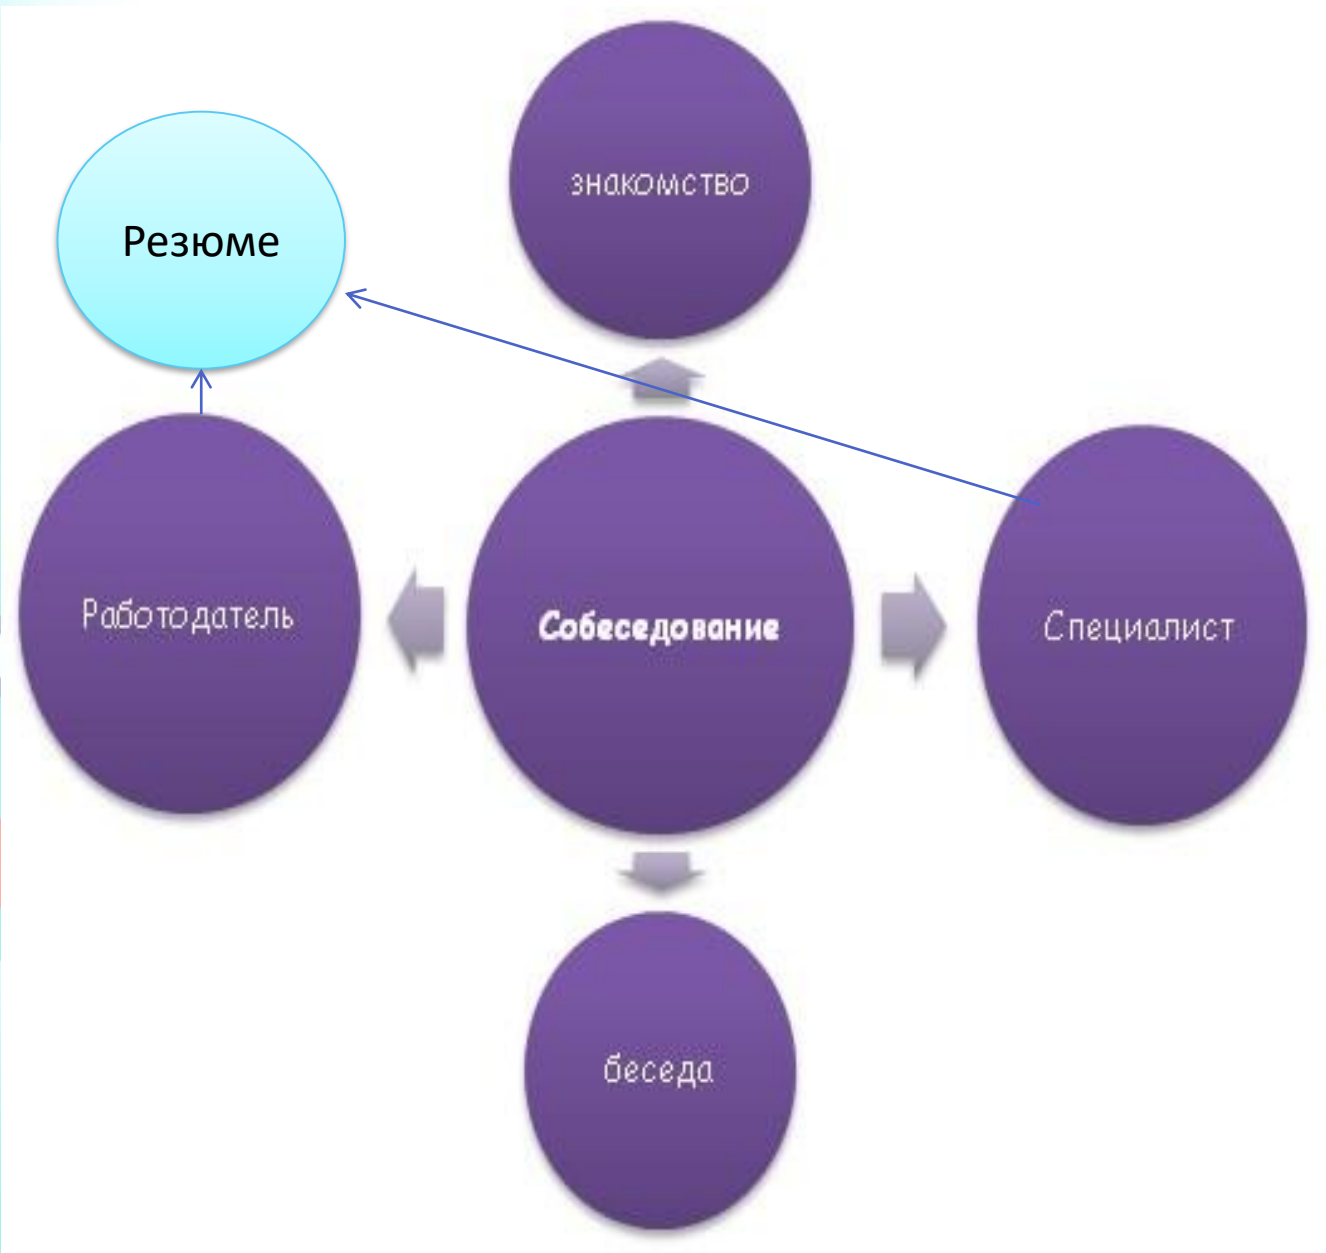 знакомство
Резюме
Работодатель
Собеседование
Специалист
беседа